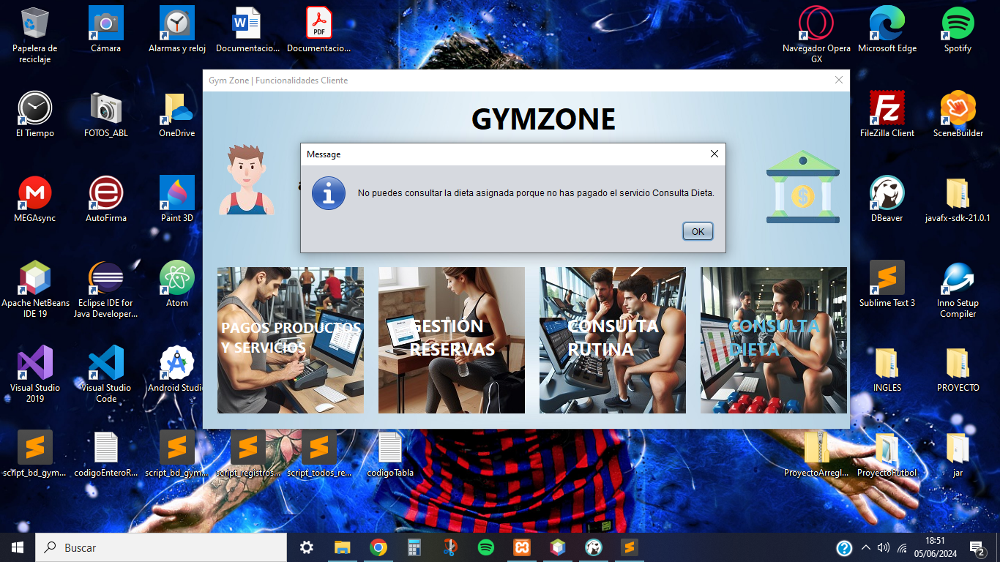 Papelera de
reciclaje
Cámara
Alarmas y reloj
Documentacio...
PDF
Documentacio...
Navegador Opera
GX
Microsoft Edge
Spotify
El Tiempo
FOTOS_ABL
OneDrive
FileZilla Client
SceneBuilder
MEGAsync
AutoFirma
Paint 3D
DBeaver
javafx-sdk-21.0.1
Apache NetBeans
IDE 19
Eclipse IDE for
Java Developer...
Atom
Sublime Text 3
Inno Setup
Compiler
Visual Studio
2019
Visual Studio
Code
Android Studi
INGLES
PROYECTO
script_bd_gym...
codigoEnteroR...
script_bd_gym...
script_registros...
script_todos_re...
codigoTabla
ProyectoArregl...
ProyectoFutbol
jar
Gym Zone | Funcionalidades Cliente
GYMZONE
Message
No puedes consultar la dieta asignada porque no has pagado el servicio Consulta Dieta.
OK
PAGOS PRODUCTOS
Y SERVICIOS
GESTIÓN
RESERVAS
CONSULTA
RUTINA
CONSULTA
DIETA
Buscar
18:51
05/06/2024
2